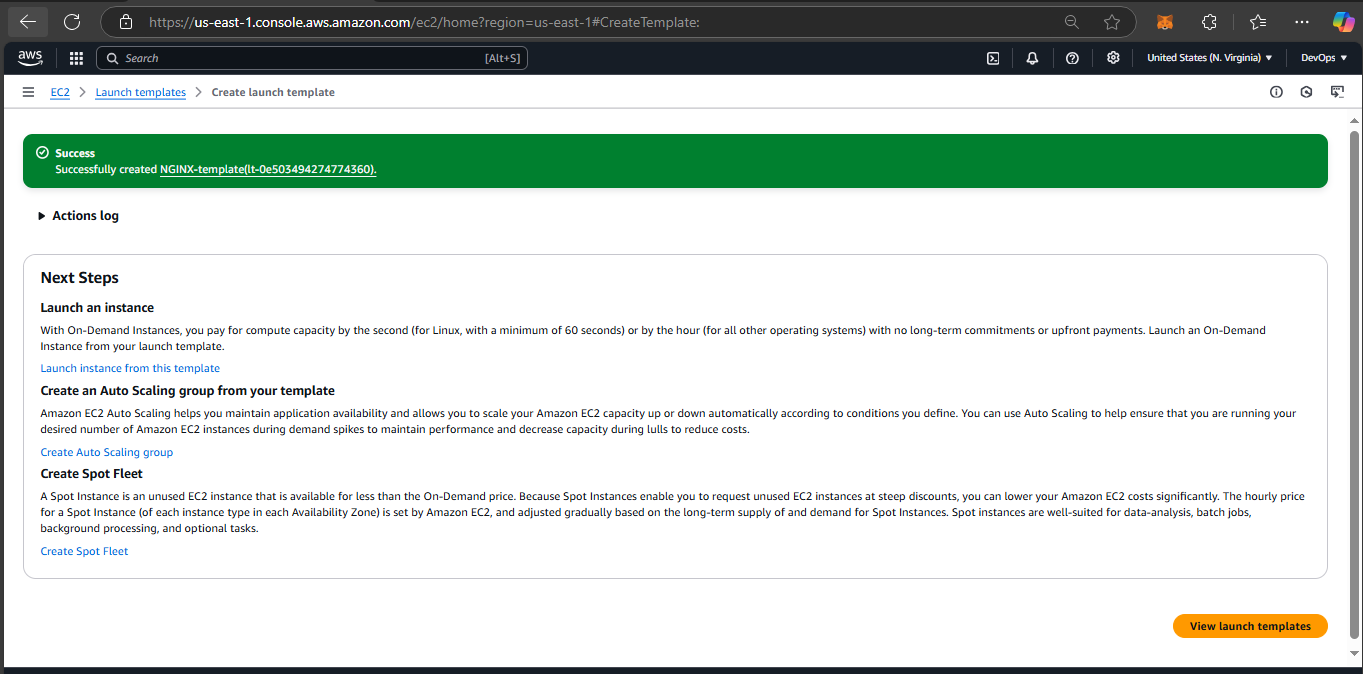 https://us-east-1.console.aws.amazon.com/ec2/home?region=us-east-1#CreateTemplate:
aws
Search
[Alt+S]
United States (N. Virginia)
DevOps
EC2 > Launch templates > Create launch template
Success
Successfully created NGINX-template(lt-0e503494274774360).
Actions log
Next Steps
Launch an instance
With On-Demand Instances, you pay for compute capacity by the second (for Linux, with a minimum of 60 seconds) or by the hour (for all other operating systems) with no long-term commitments or upfront payments. Launch an On-Demand
Instance from your launch template.
Launch instance from this template
Create an Auto Scaling group from your template
Amazon EC2 Auto Scaling helps you maintain application availability and allows you to scale your Amazon EC2 capacity up or down automatically according to conditions you define. You can use Auto Scaling to help ensure that you are running your
desired number of Amazon EC2 instances during demand spikes to maintain performance and decrease capacity during lulls to reduce costs.
Create Auto Scaling group
Create Spot Fleet
A Spot Instance is an unused EC2 instance that is available for less than the On-Demand price. Because Spot Instances enable you to request unused EC2 instances at steep discounts, you can lower your Amazon EC2 costs significantly. The hourly price
for a Spot Instance (of each instance type in each Availability Zone) is set by Amazon EC2, and adjusted gradually based on the long-term supply of and demand for Spot Instances. Spot instances are well-suited for data-analysis, batch jobs,
background processing, and optional tasks.
Create Spot Fleet
View launch templates